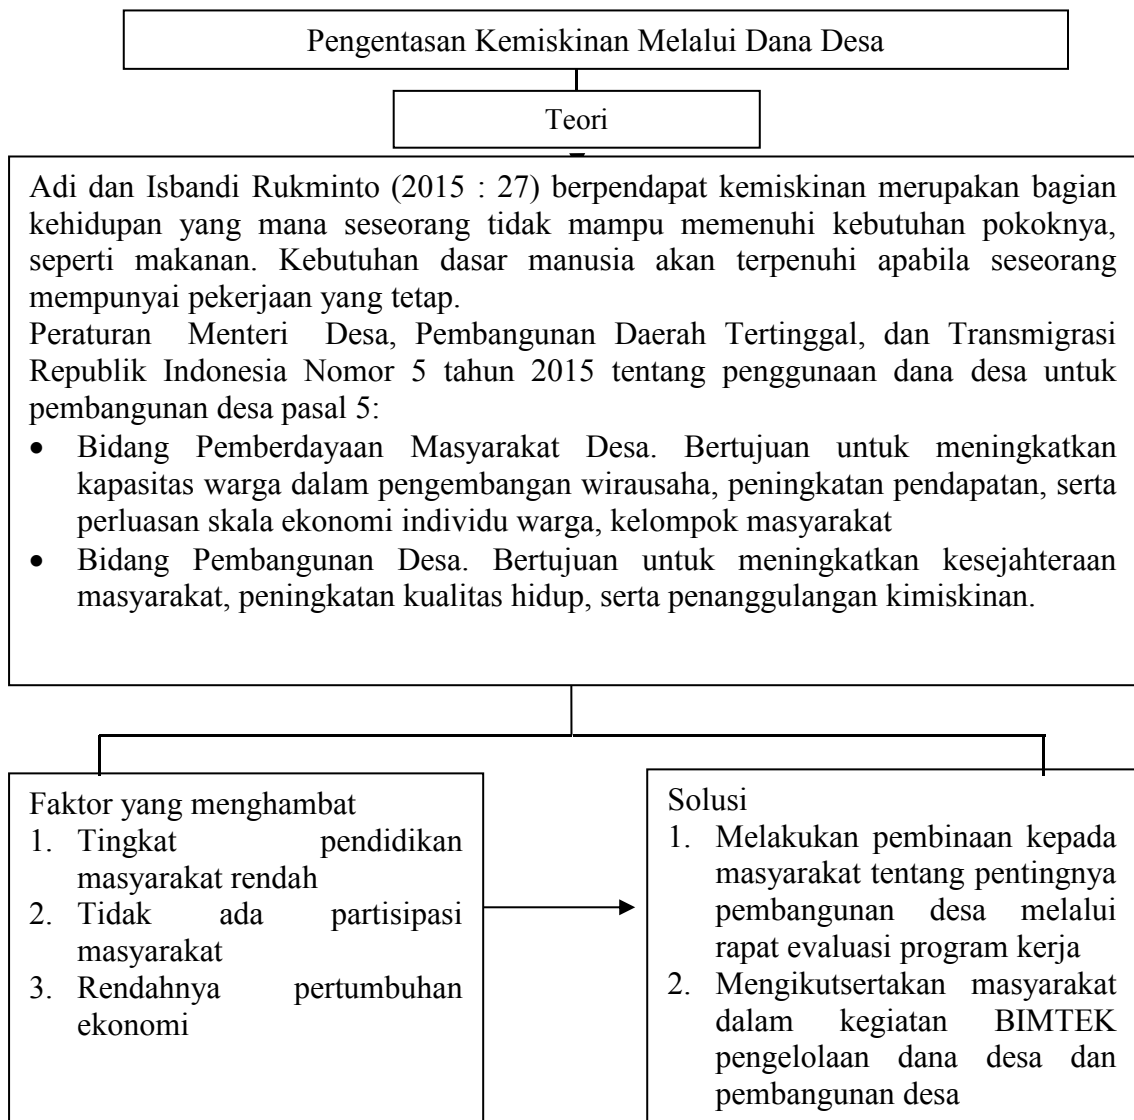 Pengentasan Kemiskinan Melalui Dana Desa
Teori
Adi dan Isbandi Rukminto (2015 : 27) berpendapat kemiskinan merupakan bagian
kehidupan yang mana seseorang tidak mampu memenuhi kebutuhan pokoknya,
seperti makanan. Kebutuhan dasar manusia akan terpenuhi apabila seseorang
mempunyai pekerjaan yang tetap.
Peraturan Menteri Desa, Pembangunan Daerah Tertinggal, dan Transmigrasi
Republik Indonesia Nomor 5 tahun 2015 tentang penggunaan dana desa untuk
pembangunan desa pasal 5:
• Bidang Pemberdayaan Masyarakat Desa. Bertujuan untuk meningkatkan
kapasitas warga dalam pengembangan wirausaha, peningkatan pendapatan, serta
perluasan skala ekonomi individu warga, kelompok masyarakat
• Bidang Pembangunan Desa. Bertujuan untuk meningkatkan kesejahteraan
masyarakat, peningkatan kualitas hidup, serta penanggulangan kimiskinan.
Faktor yang menghambat
1. Tingkat pendidikan
masyarakat rendah
2. Tidak ada partisipasi
masyarakat
3. Rendahnya pertumbuhan
ekonomi
Solusi
1. Melakukan pembinaan kepada
masyarakat tentang pentingnya
pembangunan desa melalui
rapat evaluasi program kerja
2. Mengikutsertakan masyarakat
dalam kegiatan BIMTEK
pengelolaan dana desa dan
pembangunan desa